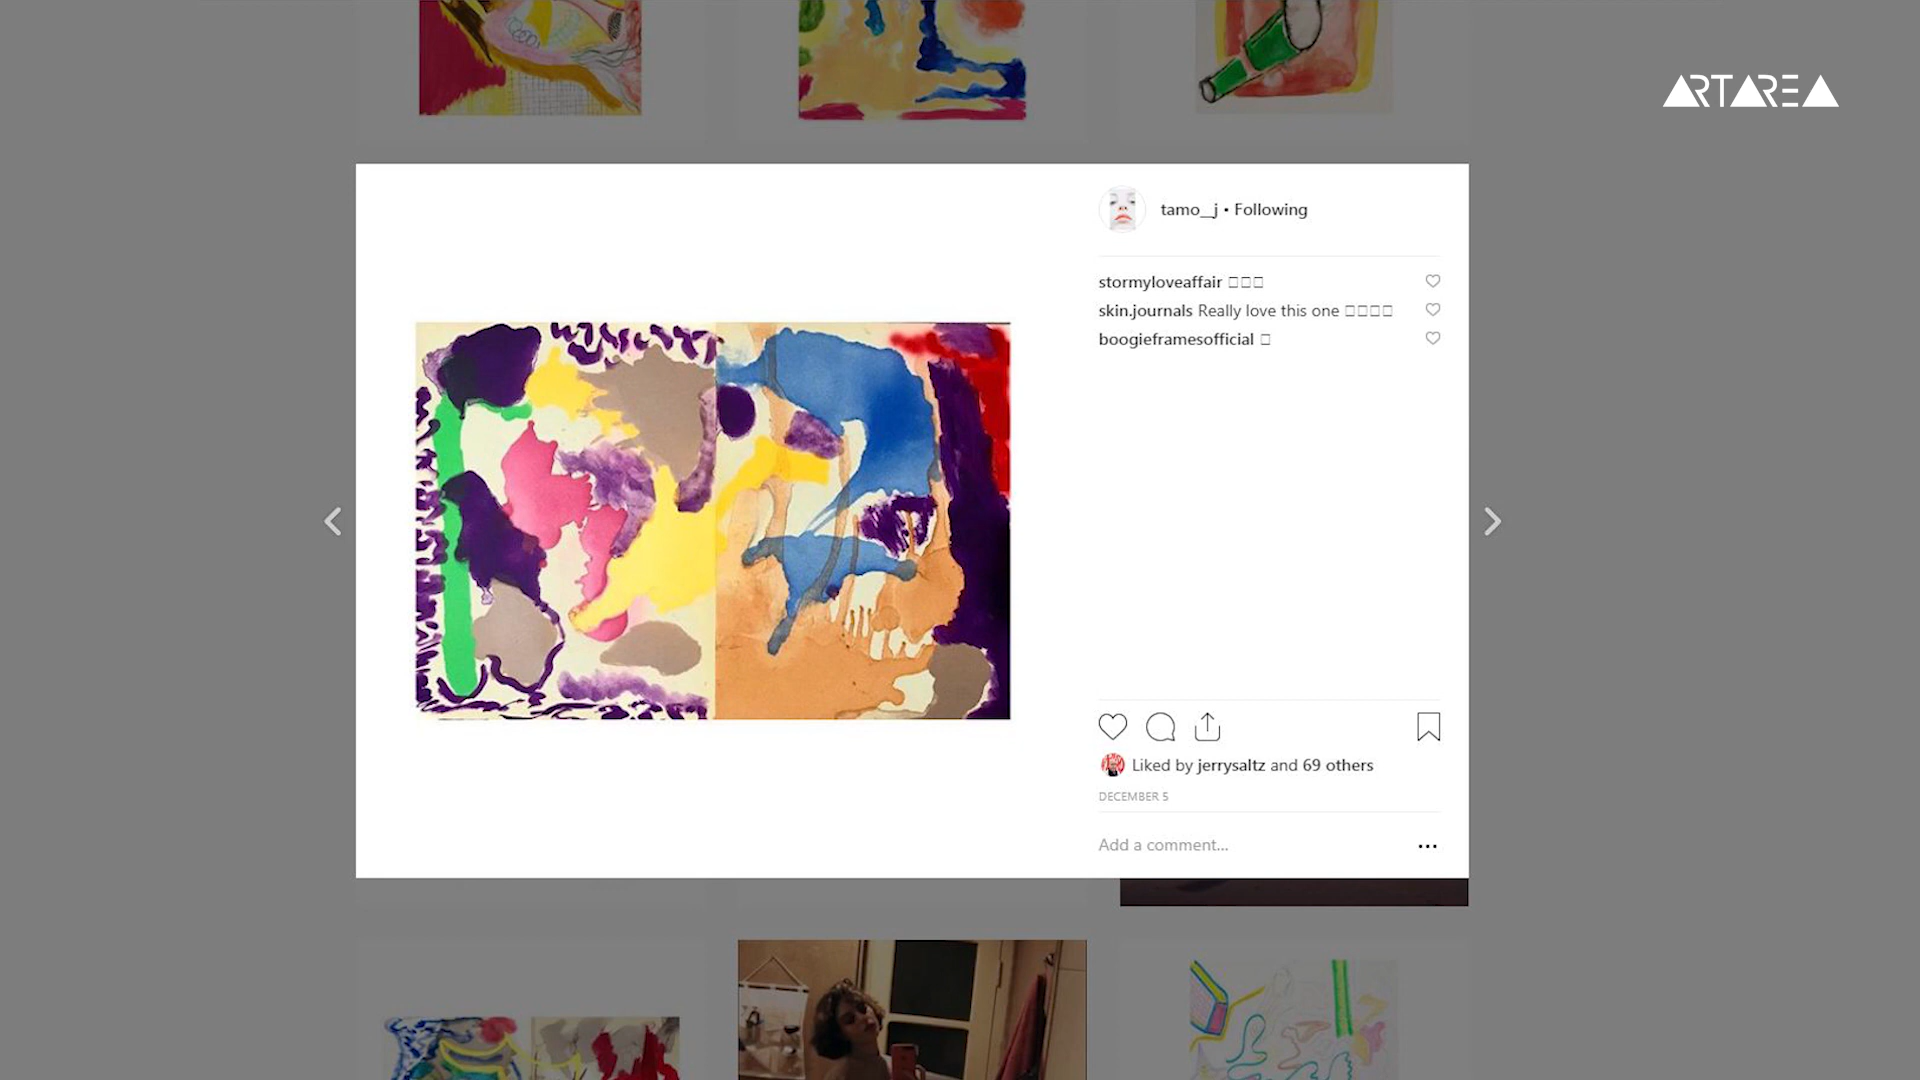 ARTAREA
tamo__j • Following
stormyloveaffair □□□
skin.journals Really love this one □□□□
boogieframesofficial □
Liked by jerrysaltz and 69 others
DECEMBER 5
Add a comment...